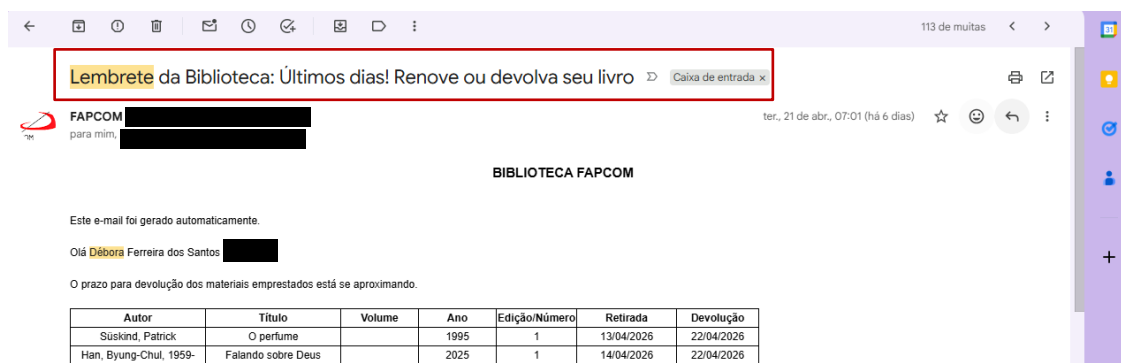 113 de muitas
31
Lembrete da Biblioteca: Últimos dias! Renove ou devolva seu livro Caixa de entrada x
FAPCOM
ter., 21 de abr., 07:01 (há 6 dias)
para mim,
BIBLIOTECA FAPCOM
Este e-mail foi gerado automaticamente.
Olá Débora Ferreira dos Santos
O prazo para devolução dos materiais emprestados está se aproximando.
Autor Título Volume Ano Edição/Número Retirada Devolução
Süskind, Patrick O perfume 1995 1 13/04/2026 22/04/2026
Han, Byung-Chul, 1959- Falando sobre Deus 2025 1 14/04/2026 22/04/2026